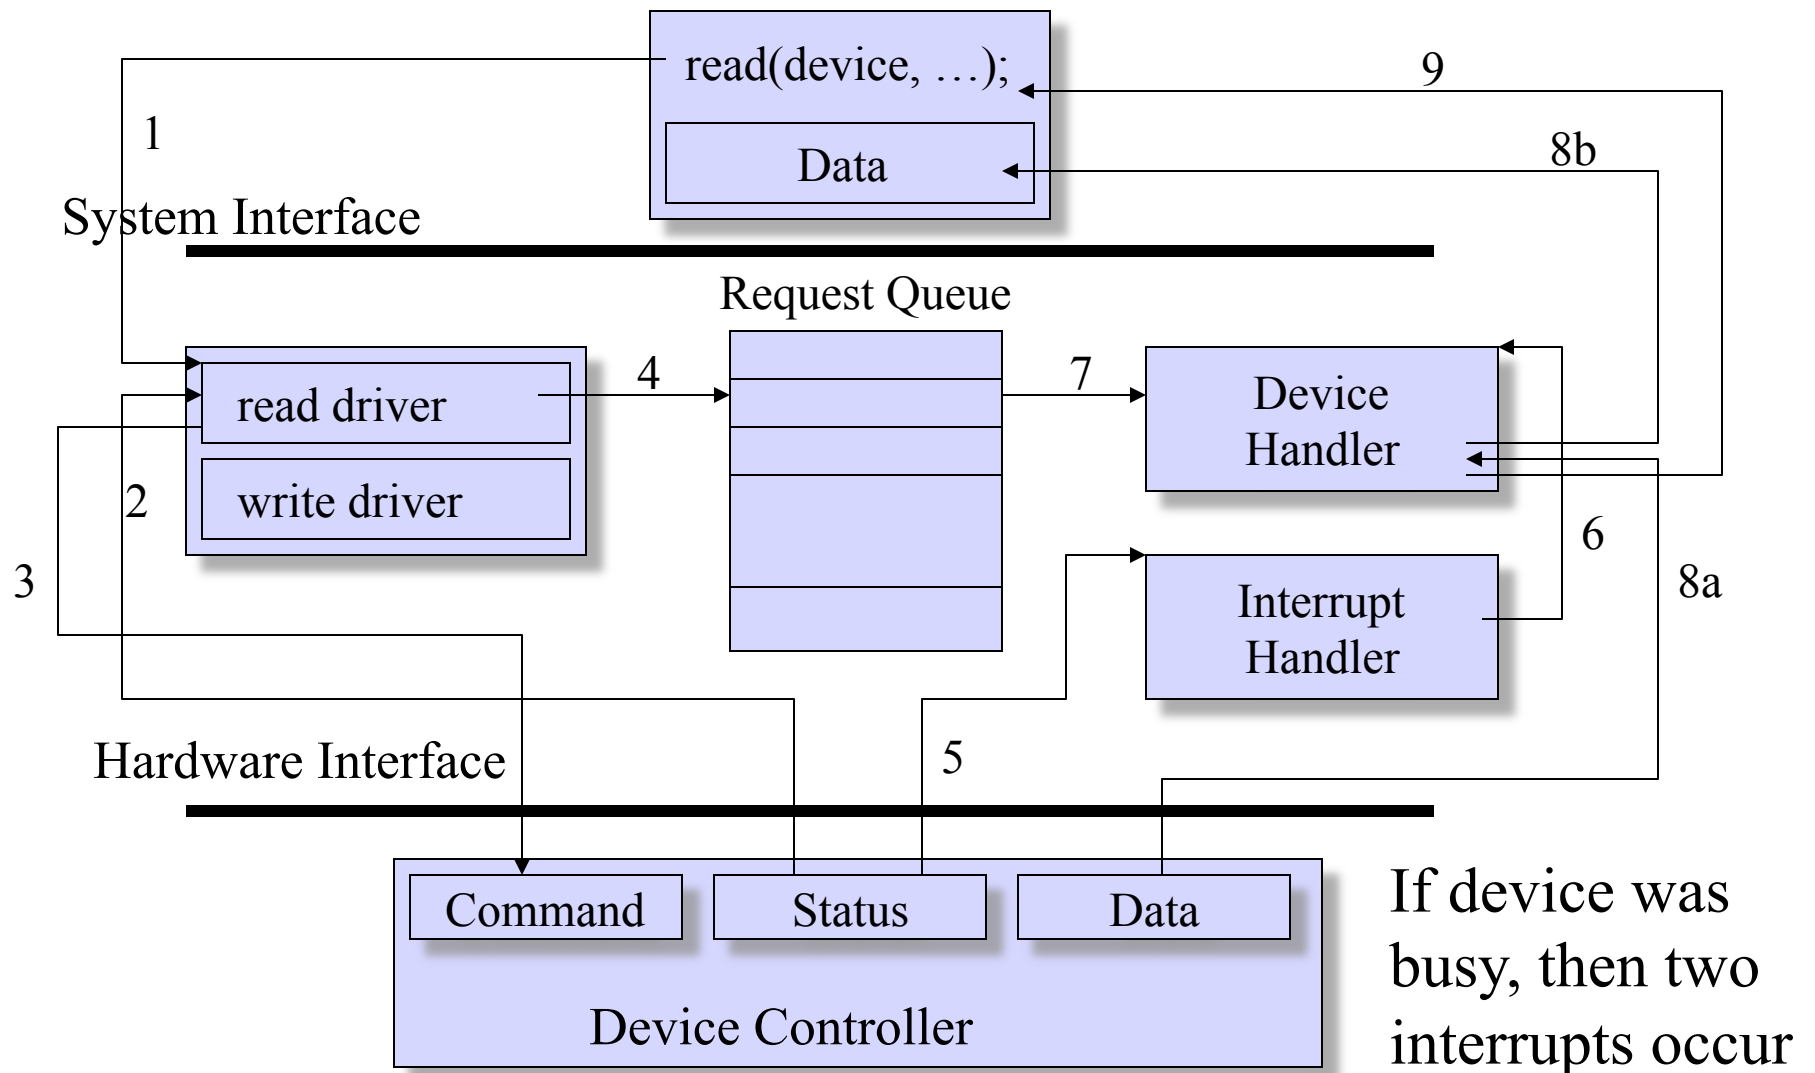 read(device, …);
9
1
8b
Data
System Interface
Request Queue
4
7
read driver
Device
Handler
2
write driver
6
3
8a
Interrupt
Handler
Hardware Interface
5
Command
Status
Data
Device Controller
If device was
busy, then two
interrupts occur